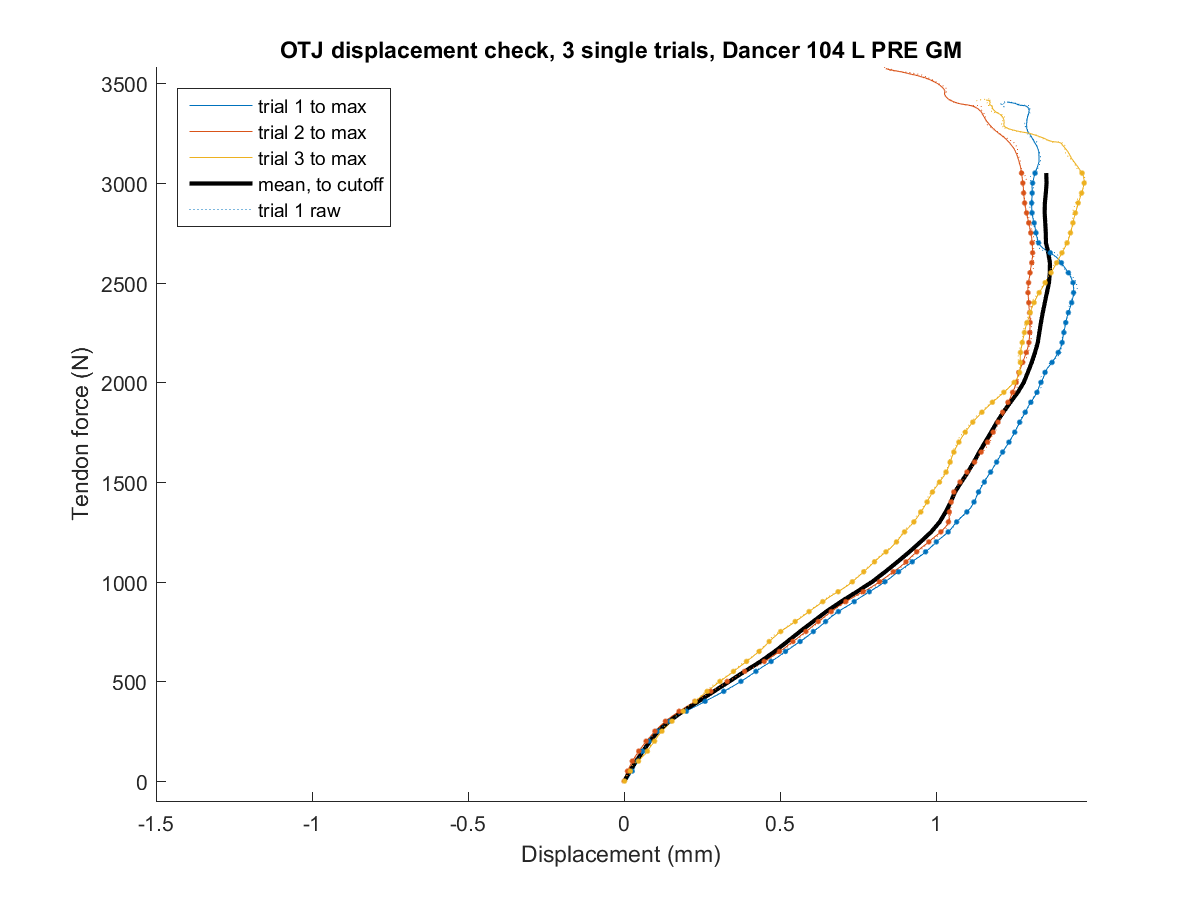 OTJ displacement check, 3 single trials, Dancer 104 L PRE GM
trial 1 to max
trial 2 to max
trial 3 to max
mean, to cutoff
trial 1 raw
Tendon force (N)
3500
3000
2500
2000
1500
1000
500
0
-1.5
-1
-0.5
0
0.5
1
Displacement (mm)